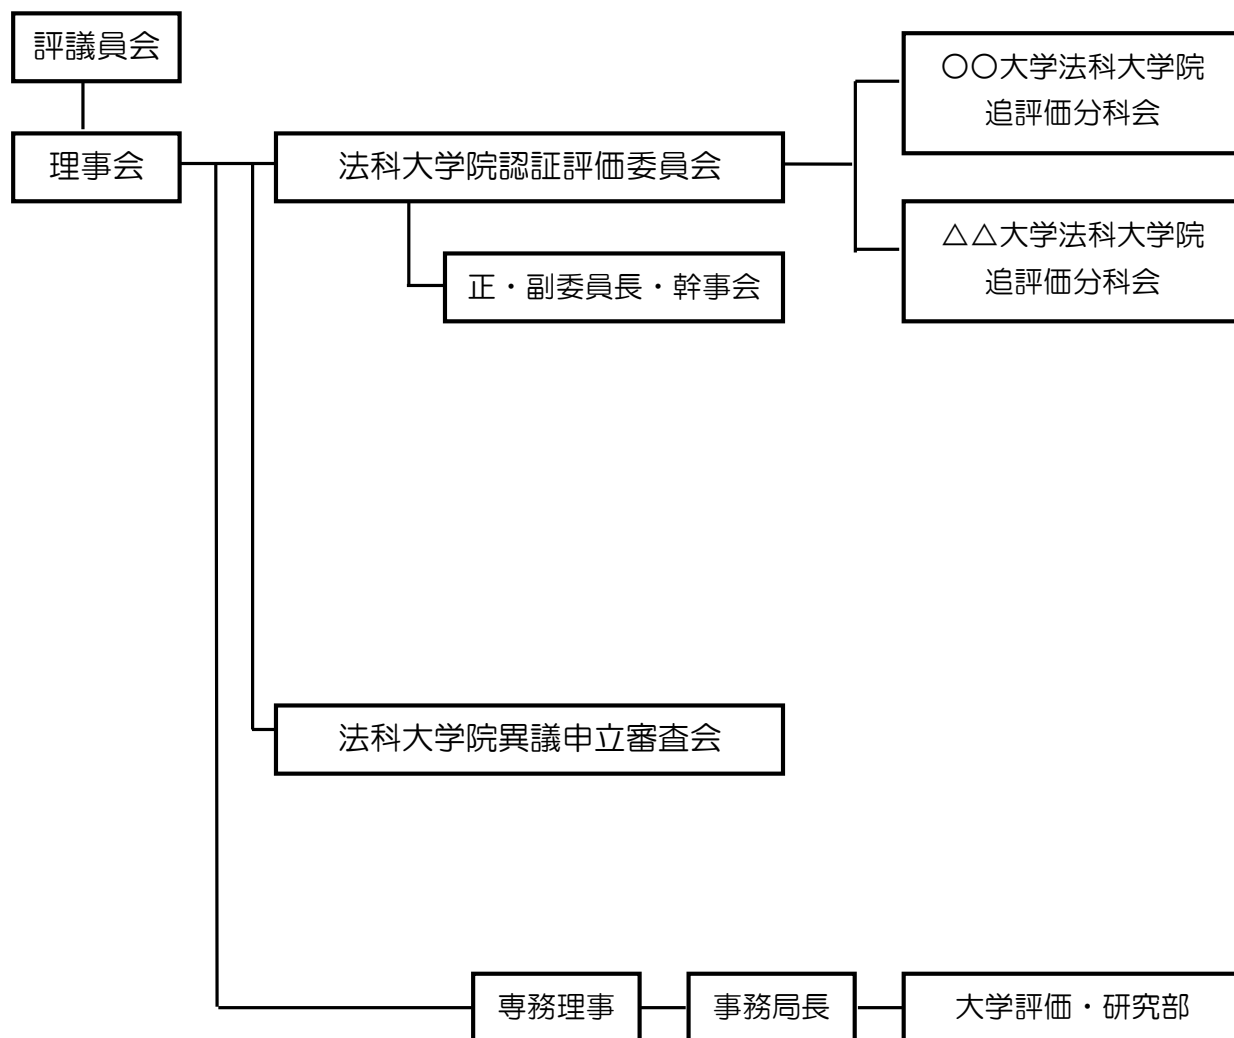 評議員会
理事会
法科大学院認証評価委員会
正・副委員長・幹事会
〇〇大学法科大学院
追評価分科会
△△大学法科大学院
追評価分科会
法科大学院異議申立審査会
専務理事
事務局長
大学評価・研究部